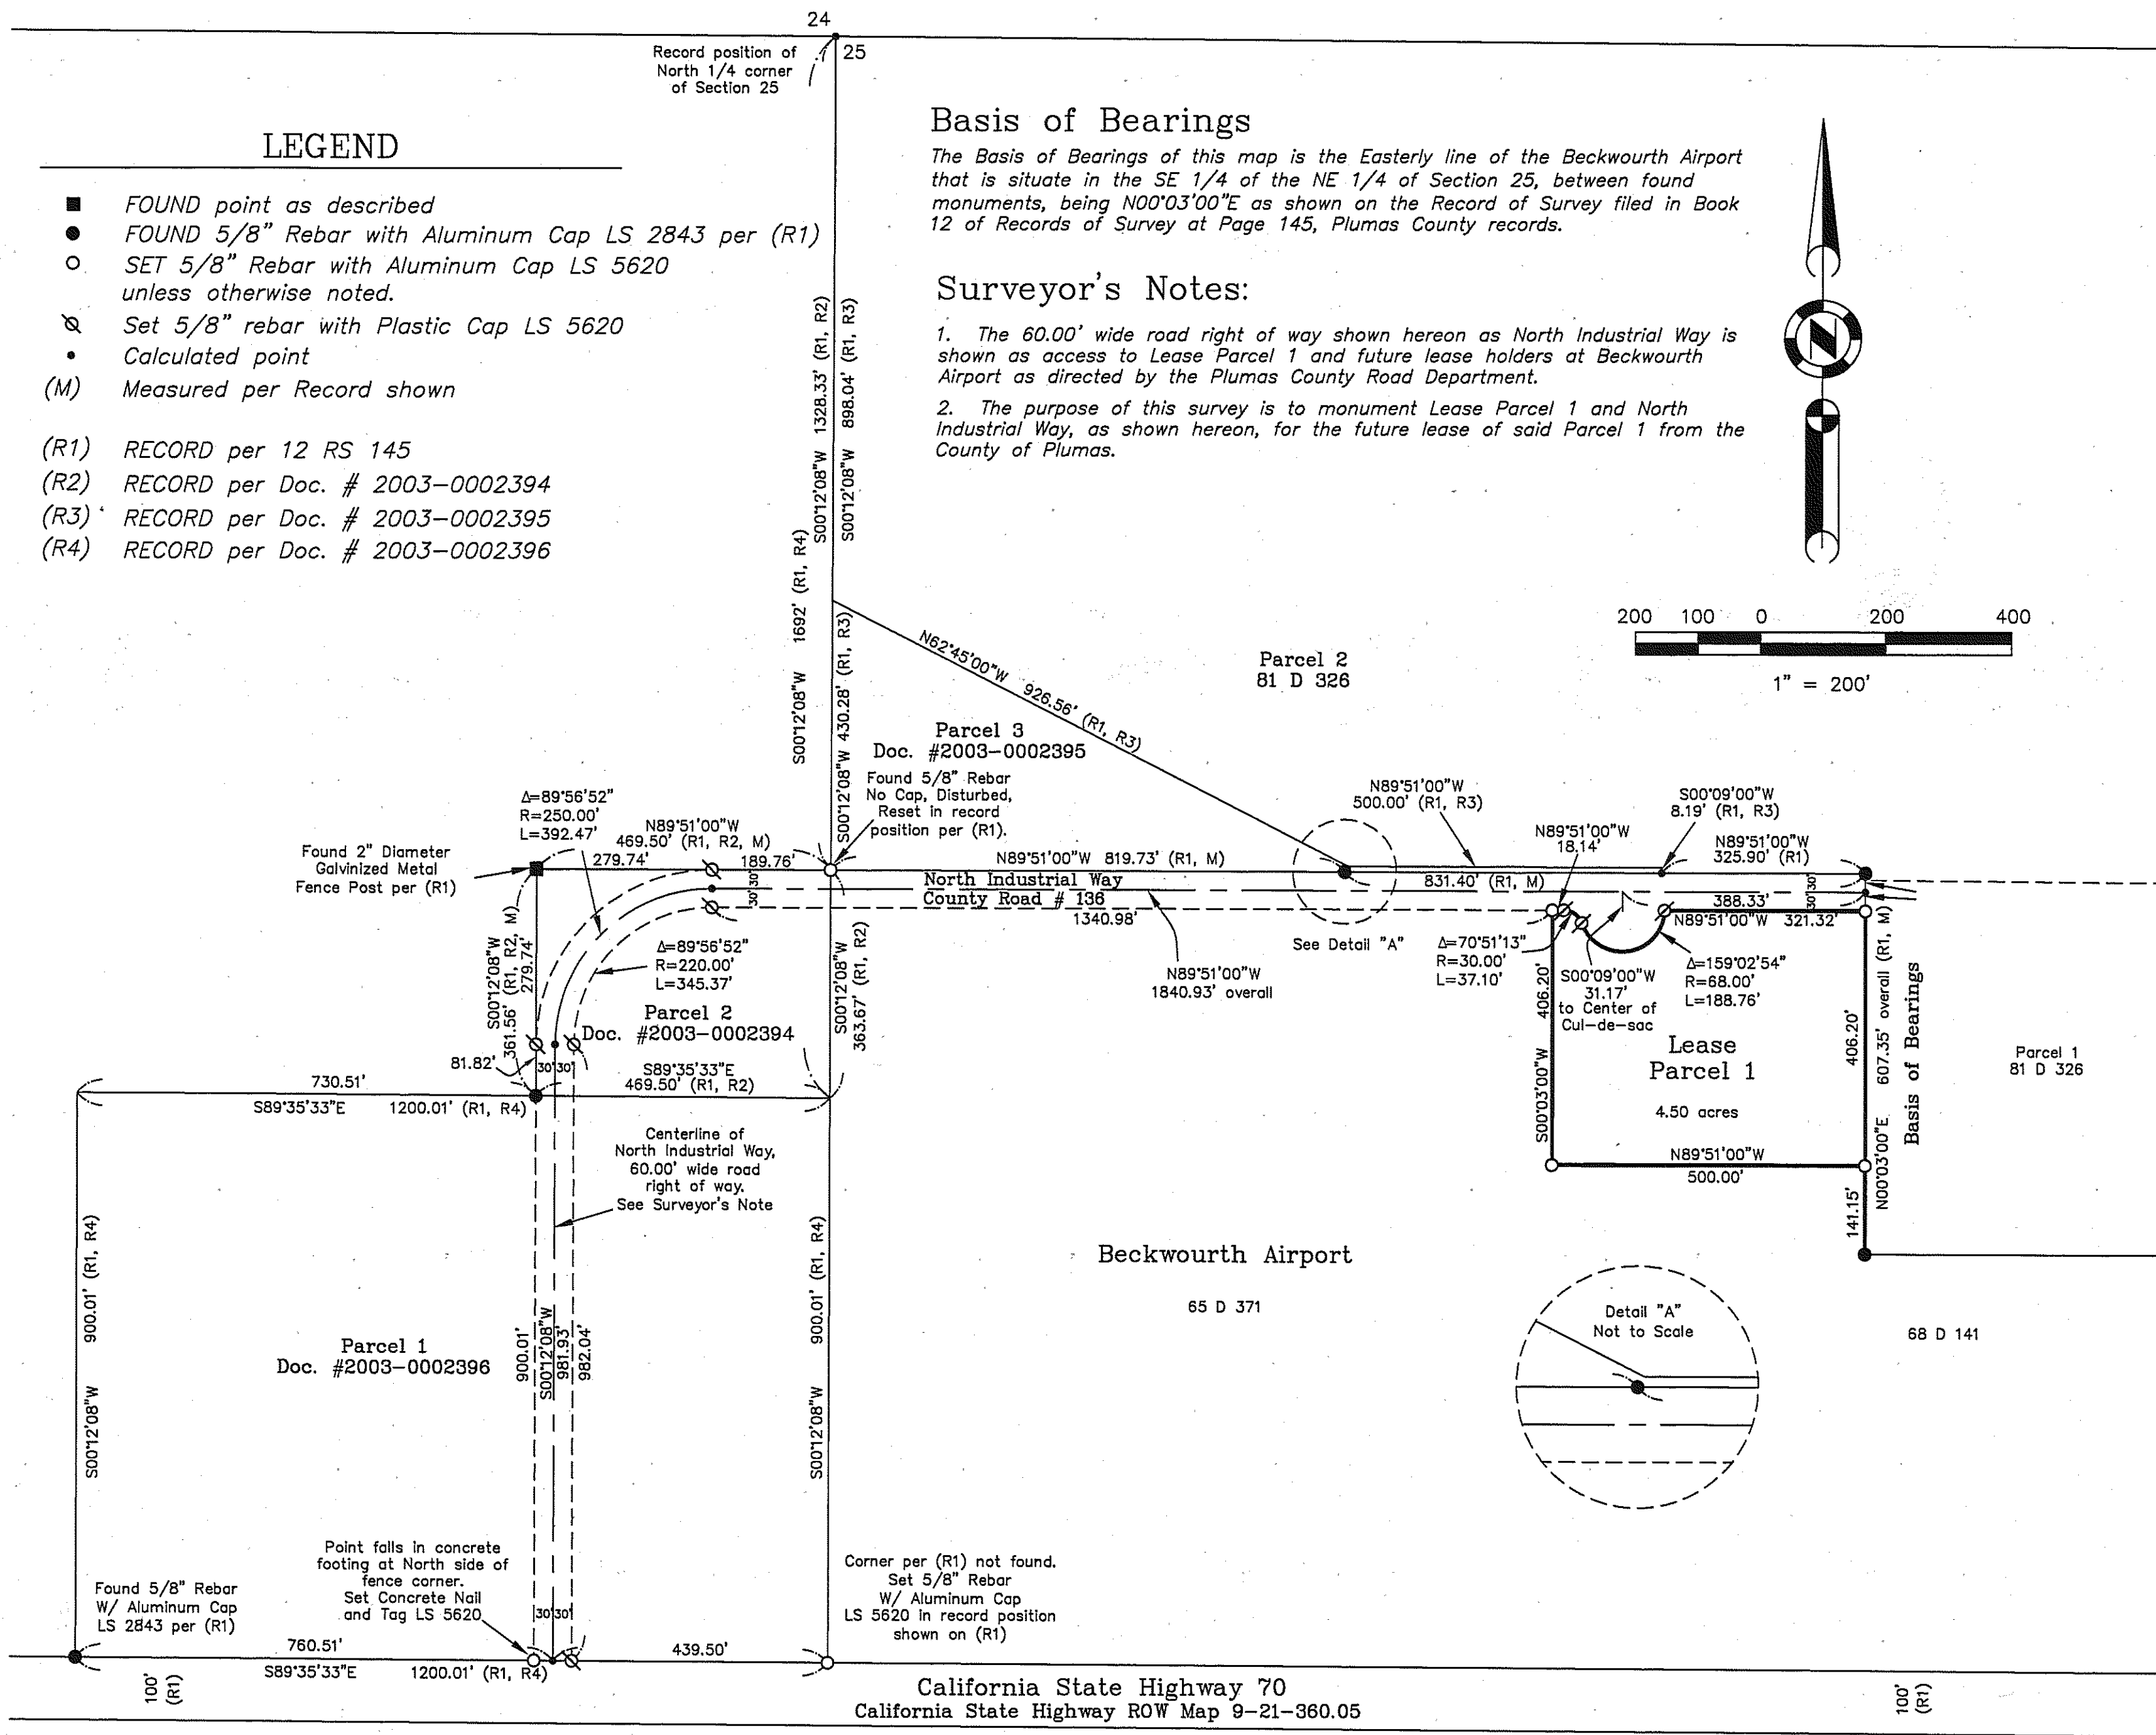 24
25
Record position of
North 1/4 corner
of Section 25
LEGEND
FOUND point as described
FOUND 5/8" Rebar with Aluminum Cap LS 2843 per (R1)
SET 5/8" Rebar with Aluminum Cap LS 5620
unless otherwise noted.
Set 5/8" rebar with Plastic Cap LS 5620
Calculated point
(M) Measured per Record shown
(R1) RECORD per 12 RS 145
(R2) RECORD per Doc. # 2003-0002394
(R3) RECORD per Doc. # 2003-0002395
(R4) RECORD per Doc. # 2003-0002396
Basis of Bearings
The Basis of Bearings of this map is the Easterly line of the Beckwourth Airport
that is situate in the SE 1/4 of the NE 1/4 of Section 25, between found
monuments, being N00°03'00"E as shown on the Record of Survey filed in Book
12 of Records of Survey at Page 145, Plumas County records.
Surveyor's Notes:
1. The 60.00' wide road right of way shown hereon as North Industrial Way is
shown as access to Lease Parcel 1 and future lease holders at Beckwourth
Airport as directed by the Plumas County Road Department.
2. The purpose of this survey is to monument Lease Parcel 1 and North
Industrial Way, as shown hereon, for the future lease of said Parcel 1 from the
County of Plumas.
N
200 100 0 200 400
1" = 200'
S00°12'08"W 1328.33' (R1, R2)
S00°12'08"W 898.04' (R1, R3)
S00°12'08"W 1692' (R1, R4)
S00°12'08"W 430.28' (R1, R3)
N62°45'00"W 926.56' (R1, R3)
Parcel 2
81 D 326
Parcel 3
Doc. #2003-0002395
Found 5/8" Rebar
No Cap, Disturbed,
Reset in record
position per (R1).
Δ=89°56'52"
R=250.00'
L=392.47'
N89°51'00"W
469.50' (R1, R2, M)
279.74'
189.76'
Found 2" Diameter
Galvinized Metal
Fence Post per (R1)
N89°51'00"W 819.73' (R1, M)
North Industrial Way
County Road # 136
1340.98'
30' 30'
N89°51'00"W
500.00' (R1, R3)
831.40' (R1, M)
N89°51'00"W
18.14'
S00°09'00"W
8.19' (R1, R3)
N89°51'00"W
325.90' (R1)
388.33'
30' 30'
N89°51'00"W 321.32'
See Detail "A"
N89°51'00"W
1840.93' overall
Δ=70°51'13"
R=30.00'
L=37.10'
S00°09'00"W
31.17'
to Center of
Cul-de-sac
Δ=159°02'54"
R=68.00'
L=188.76'
S00°12'08"W
361.56' (R1, R2, M)
279.74'
81.82'
Δ=89°56'52"
R=220.00'
L=345.37'
Parcel 2
Doc. #2003-0002394
30' 30'
S89°35'33"E
469.50' (R1, R2)
S00°12'08"W
363.67' (R1, R2)
406.20'
S00°03'00"W
Lease
Parcel 1
4.50 acres
N89°51'00"W
500.00'
406.20'
141.15'
N00°03'00"E 607.35' overall (R1, M)
Basis of Bearings
Parcel 1
81 D 326
730.51'
S89°35'33"E 1200.01' (R1, R4)
Centerline of
North Industrial Way,
60.00' wide road
right of way.
See Surveyor's Note
S00°12'08"W 900.01' (R1, R4)
Parcel 1
Doc. #2003-0002396
900.01'
S00°12'08"W
981.93'
982.04'
S00°12'08"W 900.01' (R1, R4)
Beckwourth Airport
65 D 371
Detail "A"
Not to Scale
68 D 141
Found 5/8" Rebar
W/ Aluminum Cap
LS 2843 per (R1)
Point falls in concrete
footing at North side of
fence corner.
Set Concrete Nail
and Tag LS 5620
30' 30'
Corner per (R1) not found.
Set 5/8" Rebar
W/ Aluminum Cap
LS 5620 in record position
shown on (R1)
760.51'
S89°35'33"E 1200.01' (R1, R4)
439.50'
100'
(R1)
California State Highway 70
California State Highway ROW Map 9-21-360.05
100'
(R1)